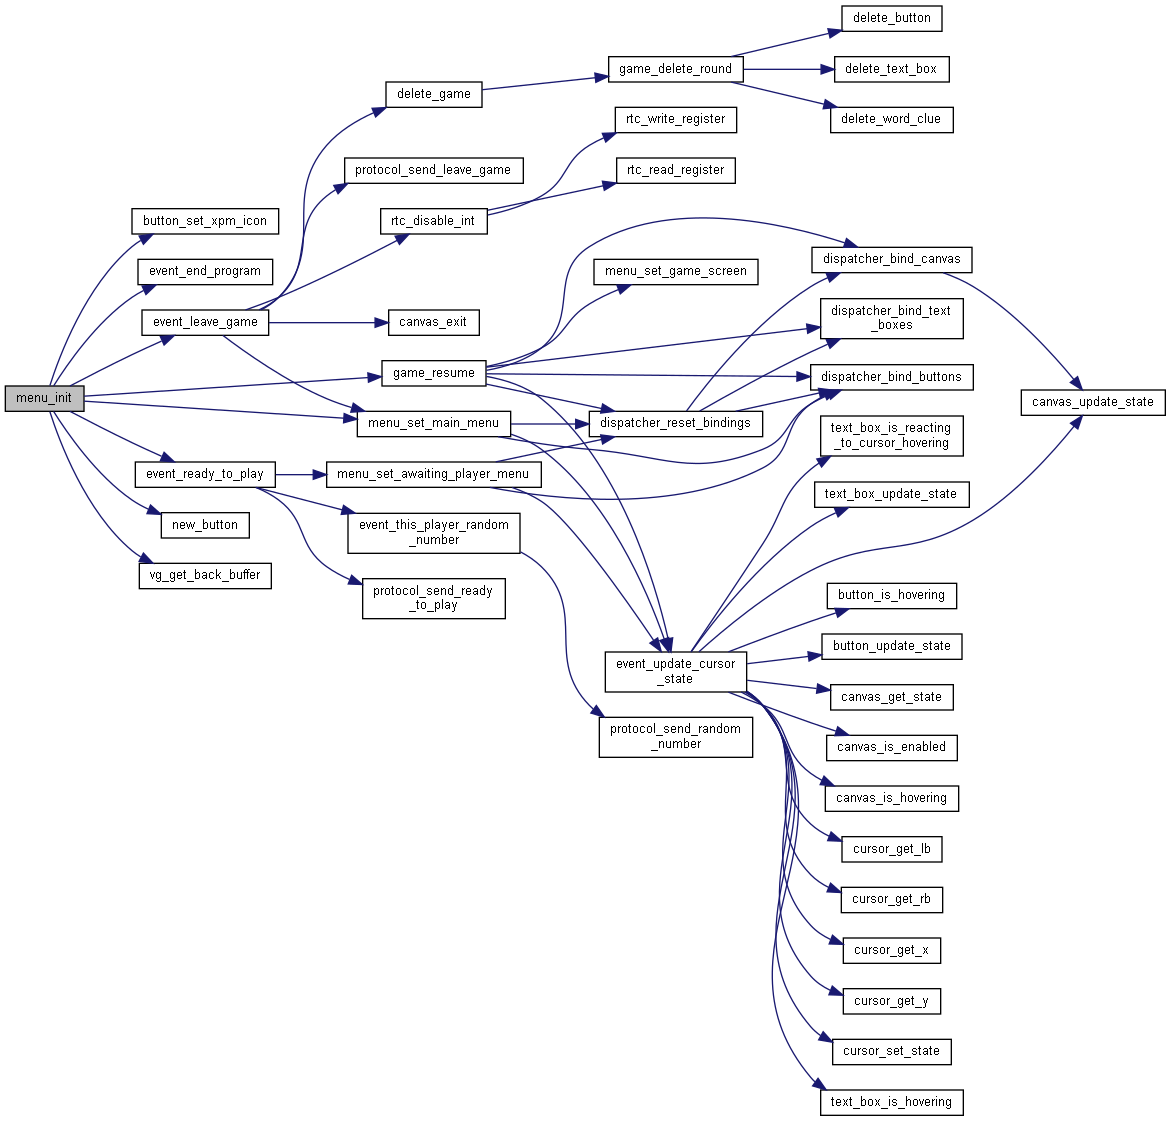 menu_init
button_set_xpm_icon
event_end_program
event_leave_game
event_ready_to_play
new_button
vg_get_back_buffer
delete_game
protocol_send_leave_game
rtc_disable_int
canvas_exit
game_resume
menu_set_main_menu
menu_set_awaiting_player_menu
event_this_player_random
_number
protocol_send_ready
_to_play
game_delete_round
rtc_write_register
rtc_read_register
menu_set_game_screen
dispatcher_reset_bindings
event_update_cursor
_state
protocol_send_random
_number
delete_button
delete_text_box
delete_word_clue
dispatcher_bind_canvas
dispatcher_bind_text
_boxes
dispatcher_bind_buttons
text_box_is_reacting
_to_cursor_hovering
text_box_update_state
button_is_hovering
button_update_state
canvas_get_state
canvas_is_enabled
canvas_is_hovering
cursor_get_lb
cursor_get_rb
cursor_get_x
cursor_get_y
cursor_set_state
text_box_is_hovering
canvas_update_state